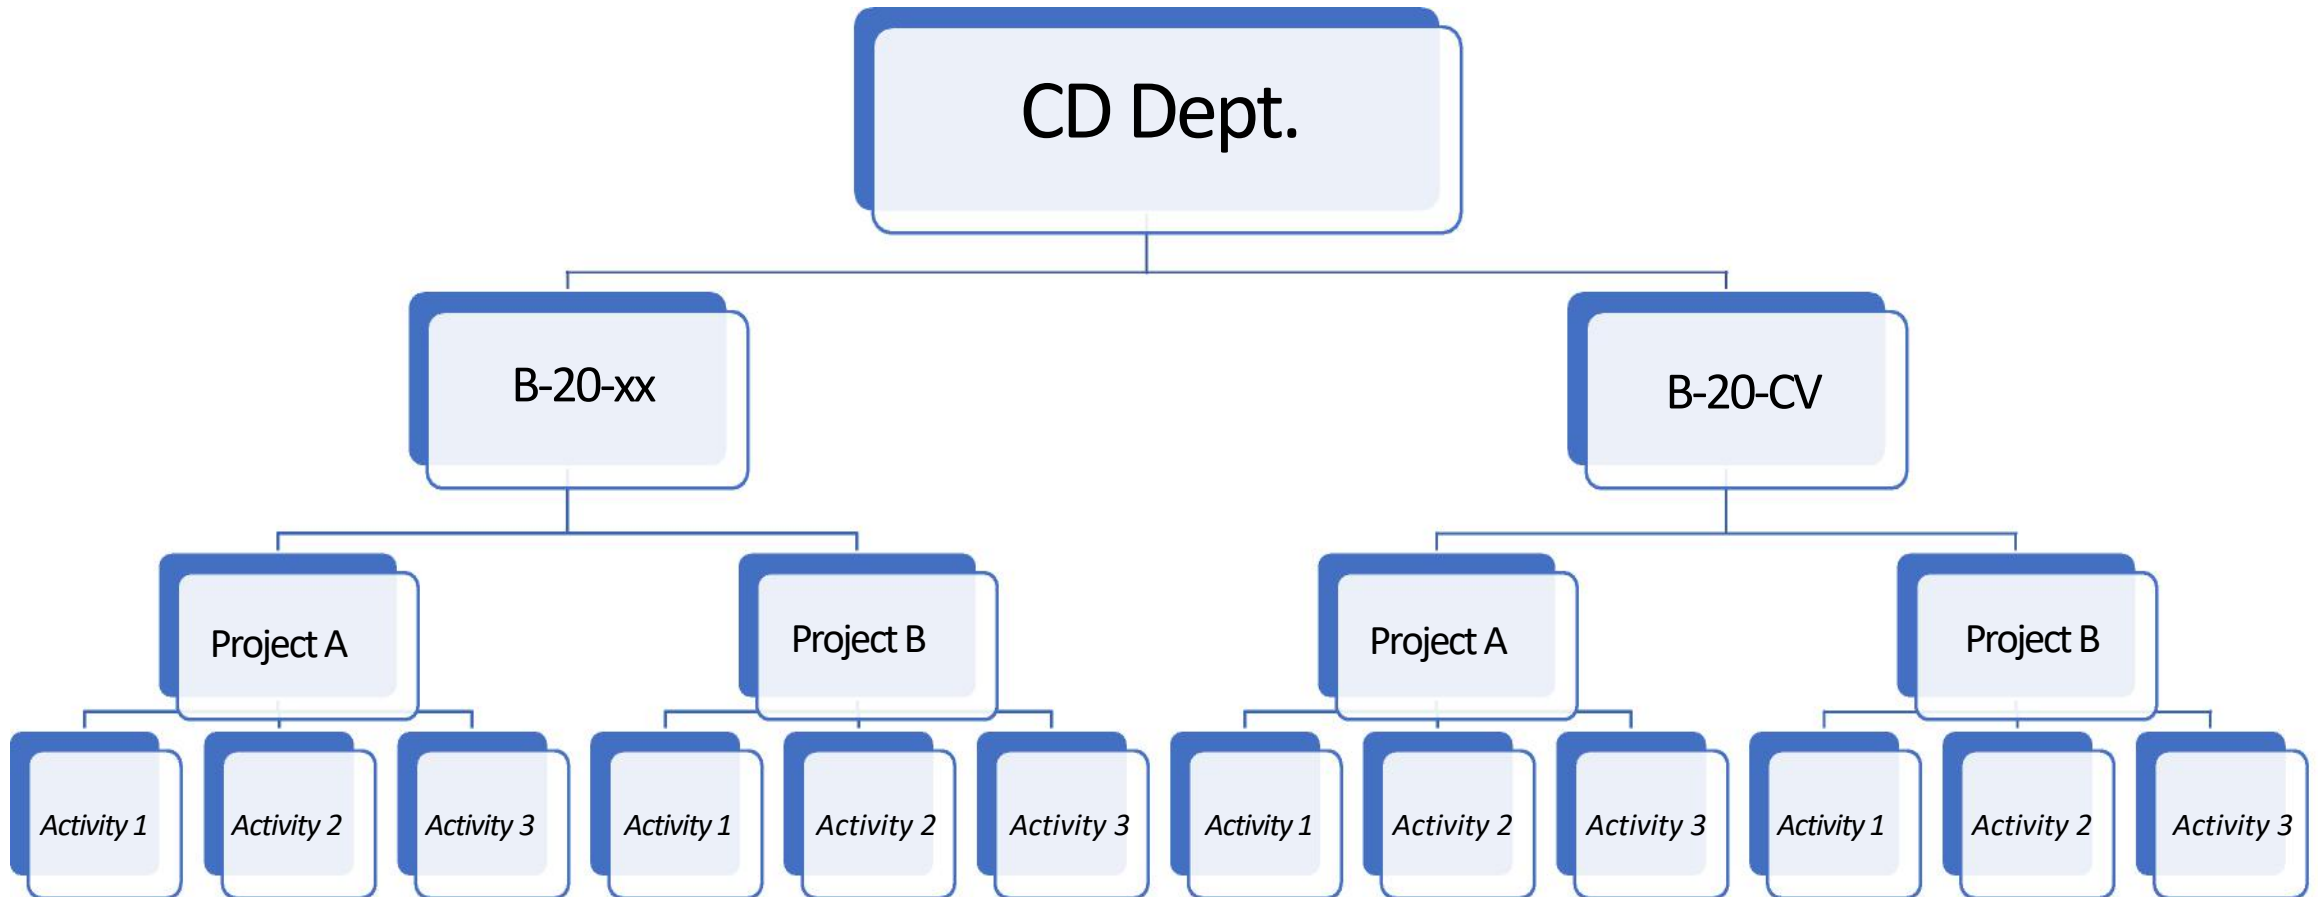 CD Dept.
B-20-xx
B-20-CV
Project A
Project B
Project A
Project B
Activity 1
Activity 2
Activity 3
Activity 1
Activity 2
Activity 3
Activity 1
Activity 2
Activity 3
Activity 1
Activity 2
Activity 3